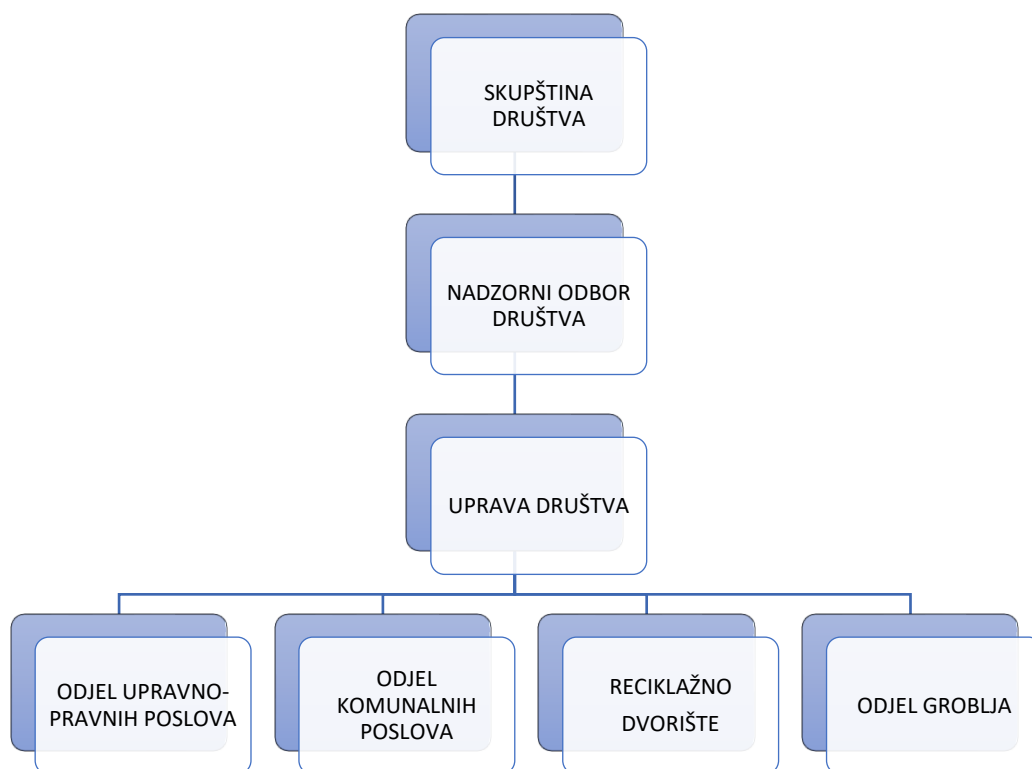 SKUPŠTINA
DRUŠTVA
NADZORNI ODBOR
DRUŠTVA
UPRAVA DRUŠTVA
ODJEL UPRAVNO-
PRAVNIH POSLOVA
ODJEL
KOMUNALNIH
POSLOVA
RECIKLAŽNO
DVORIŠTE
ODJEL GROBLJA